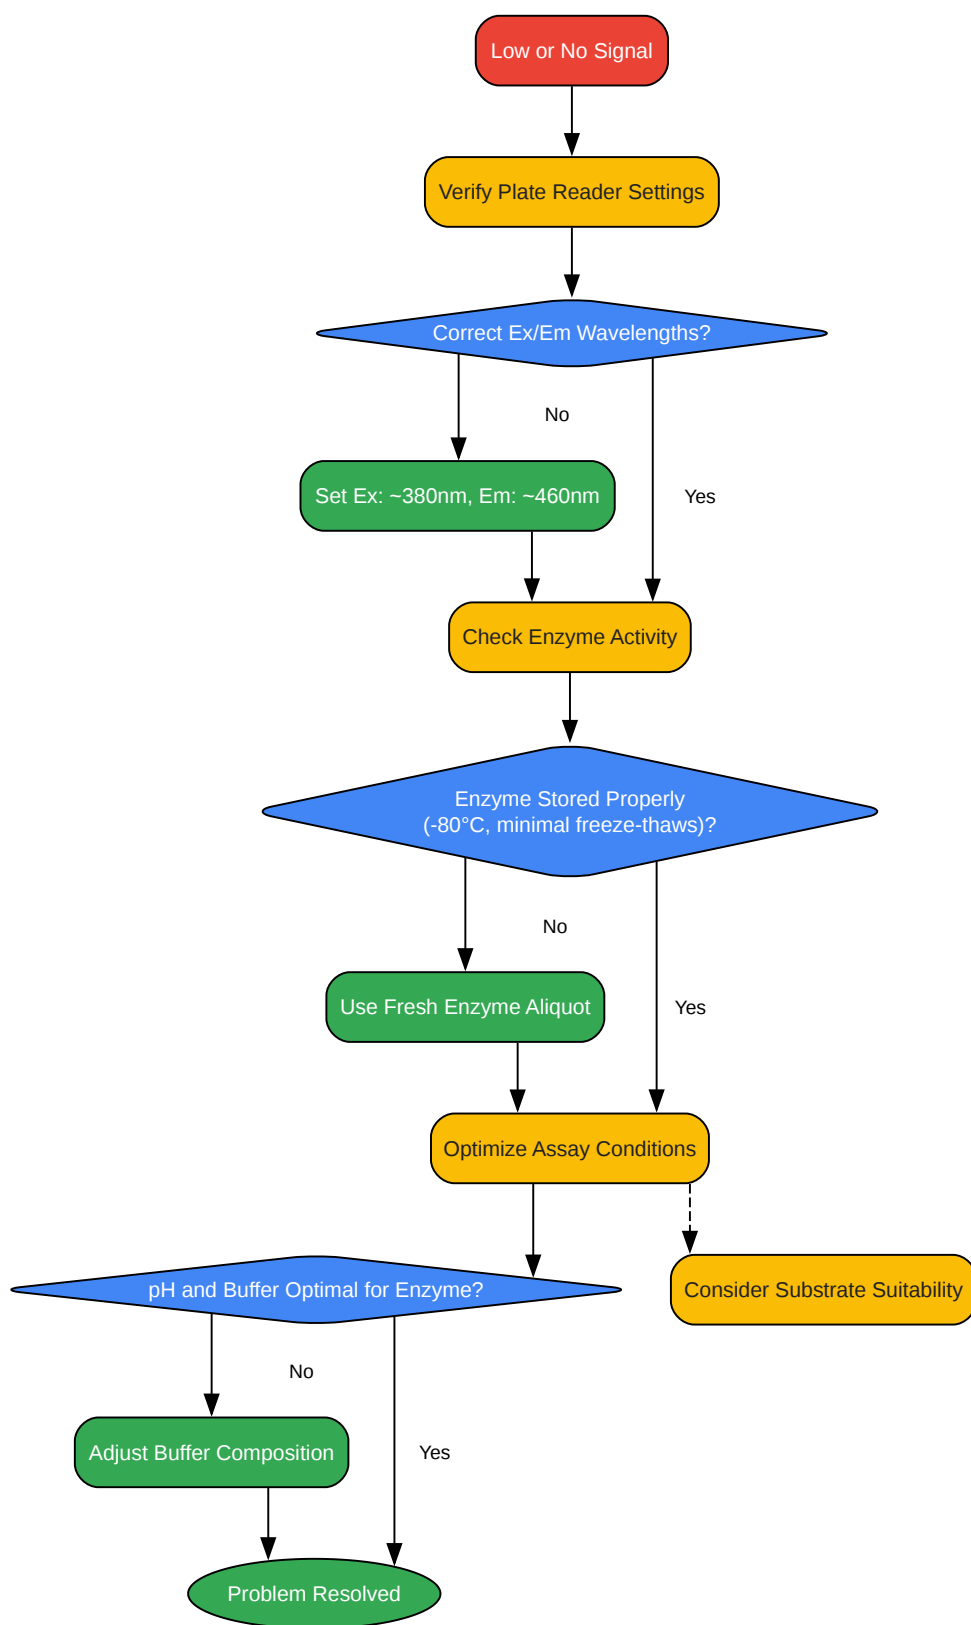 Low or No Signal
Verify Plate Reader Settings
Correct Ex/Em Wavelengths?
No
Set Ex: ~380nm, Em: ~460nm
Yes
Check Enzyme Activity
Enzyme Stored Properly
(-80°C, minimal freeze-thaws)?
No
Use Fresh Enzyme Aliquot
Yes
Optimize Assay Conditions
pH and Buffer Optimal for Enzyme?
Consider Substrate Suitability
No
Adjust Buffer Composition
Yes
Problem Resolved